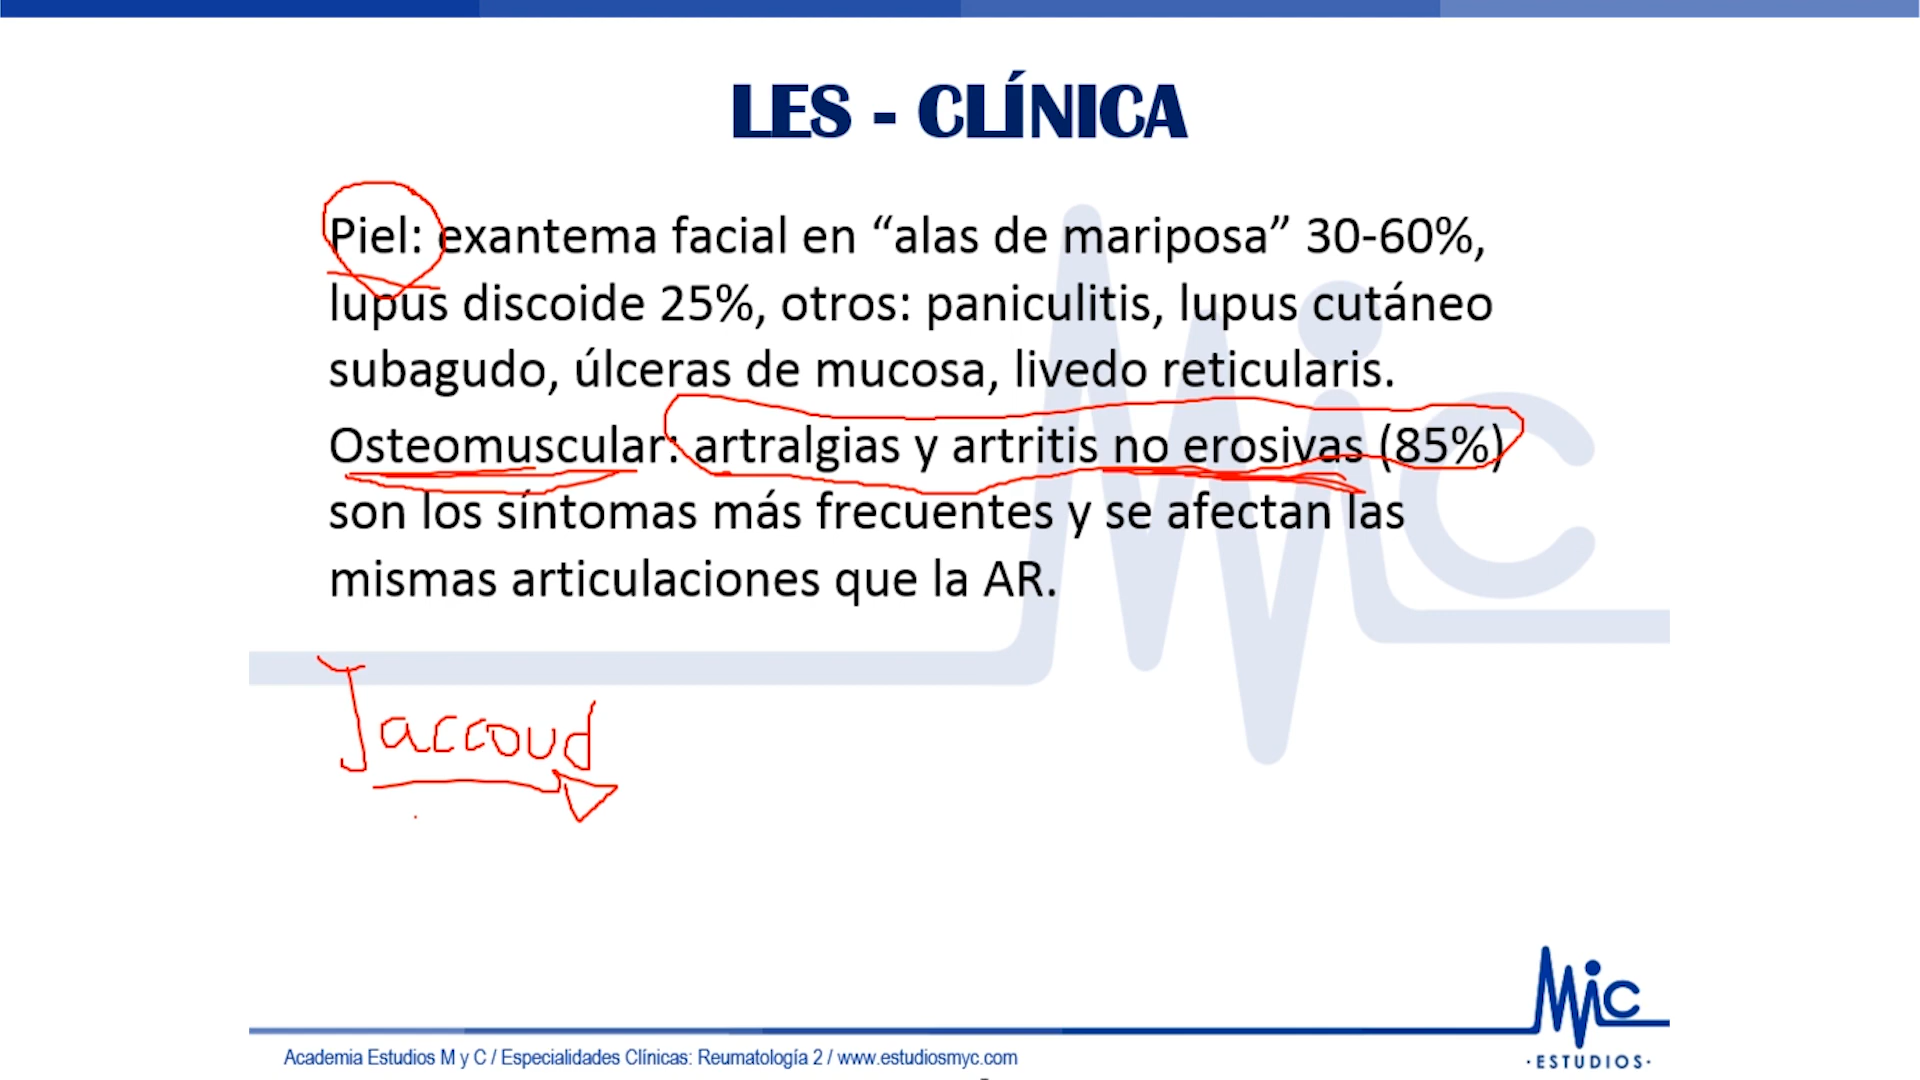 LES - CLÍNICA
Piel: exantema facial en “alas de mariposa” 30-60%,
lupus discoide 25%, otros: paniculitis, lupus cutáneo
subagudo, úlceras de mucosa, livedo reticularis.
Osteomuscular: artralgias y artritis no erosivas (85%)
son los síntomas más frecuentes y se afectan las
mismas articulaciones que la AR.
Jaccoud
MiC
MiC
·ESTUDIOS·
Academia Estudios M y C / Especialidades Clínicas: Reumatología 2 / www.estudiosmyc.com